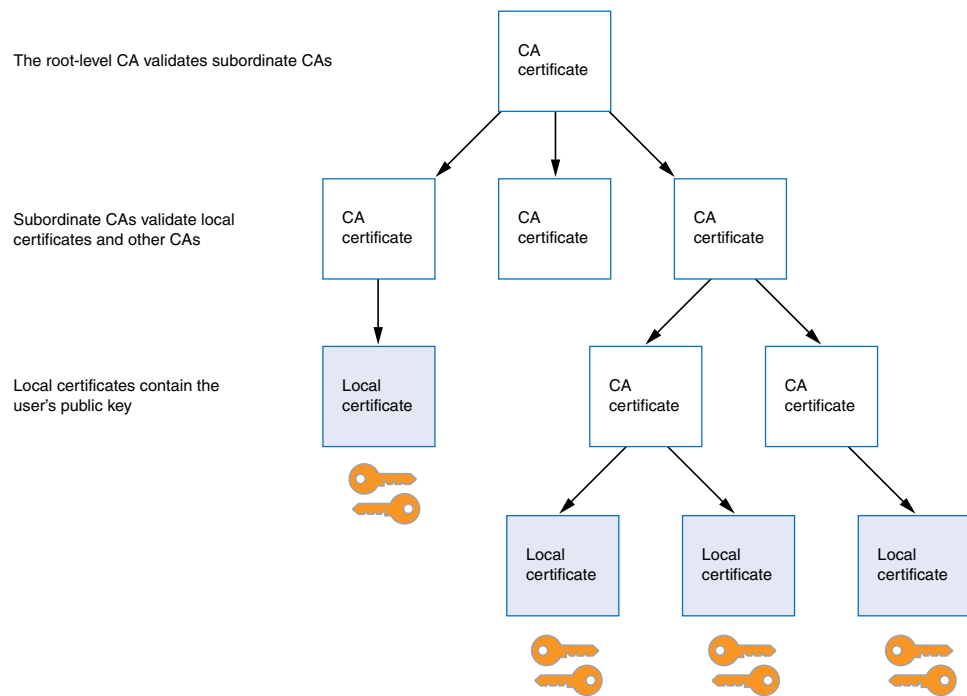 The root-level CA validates subordinate CAs
CA
certificate
Subordinate CAs validate local
certificates and other CAs
CA
certificate
CA
certificate
CA
certificate
Local certificates contain the
user's public key
Local
certificate
CA
certificate
CA
certificate
Local
certificate
Local
certificate
Local
certificate